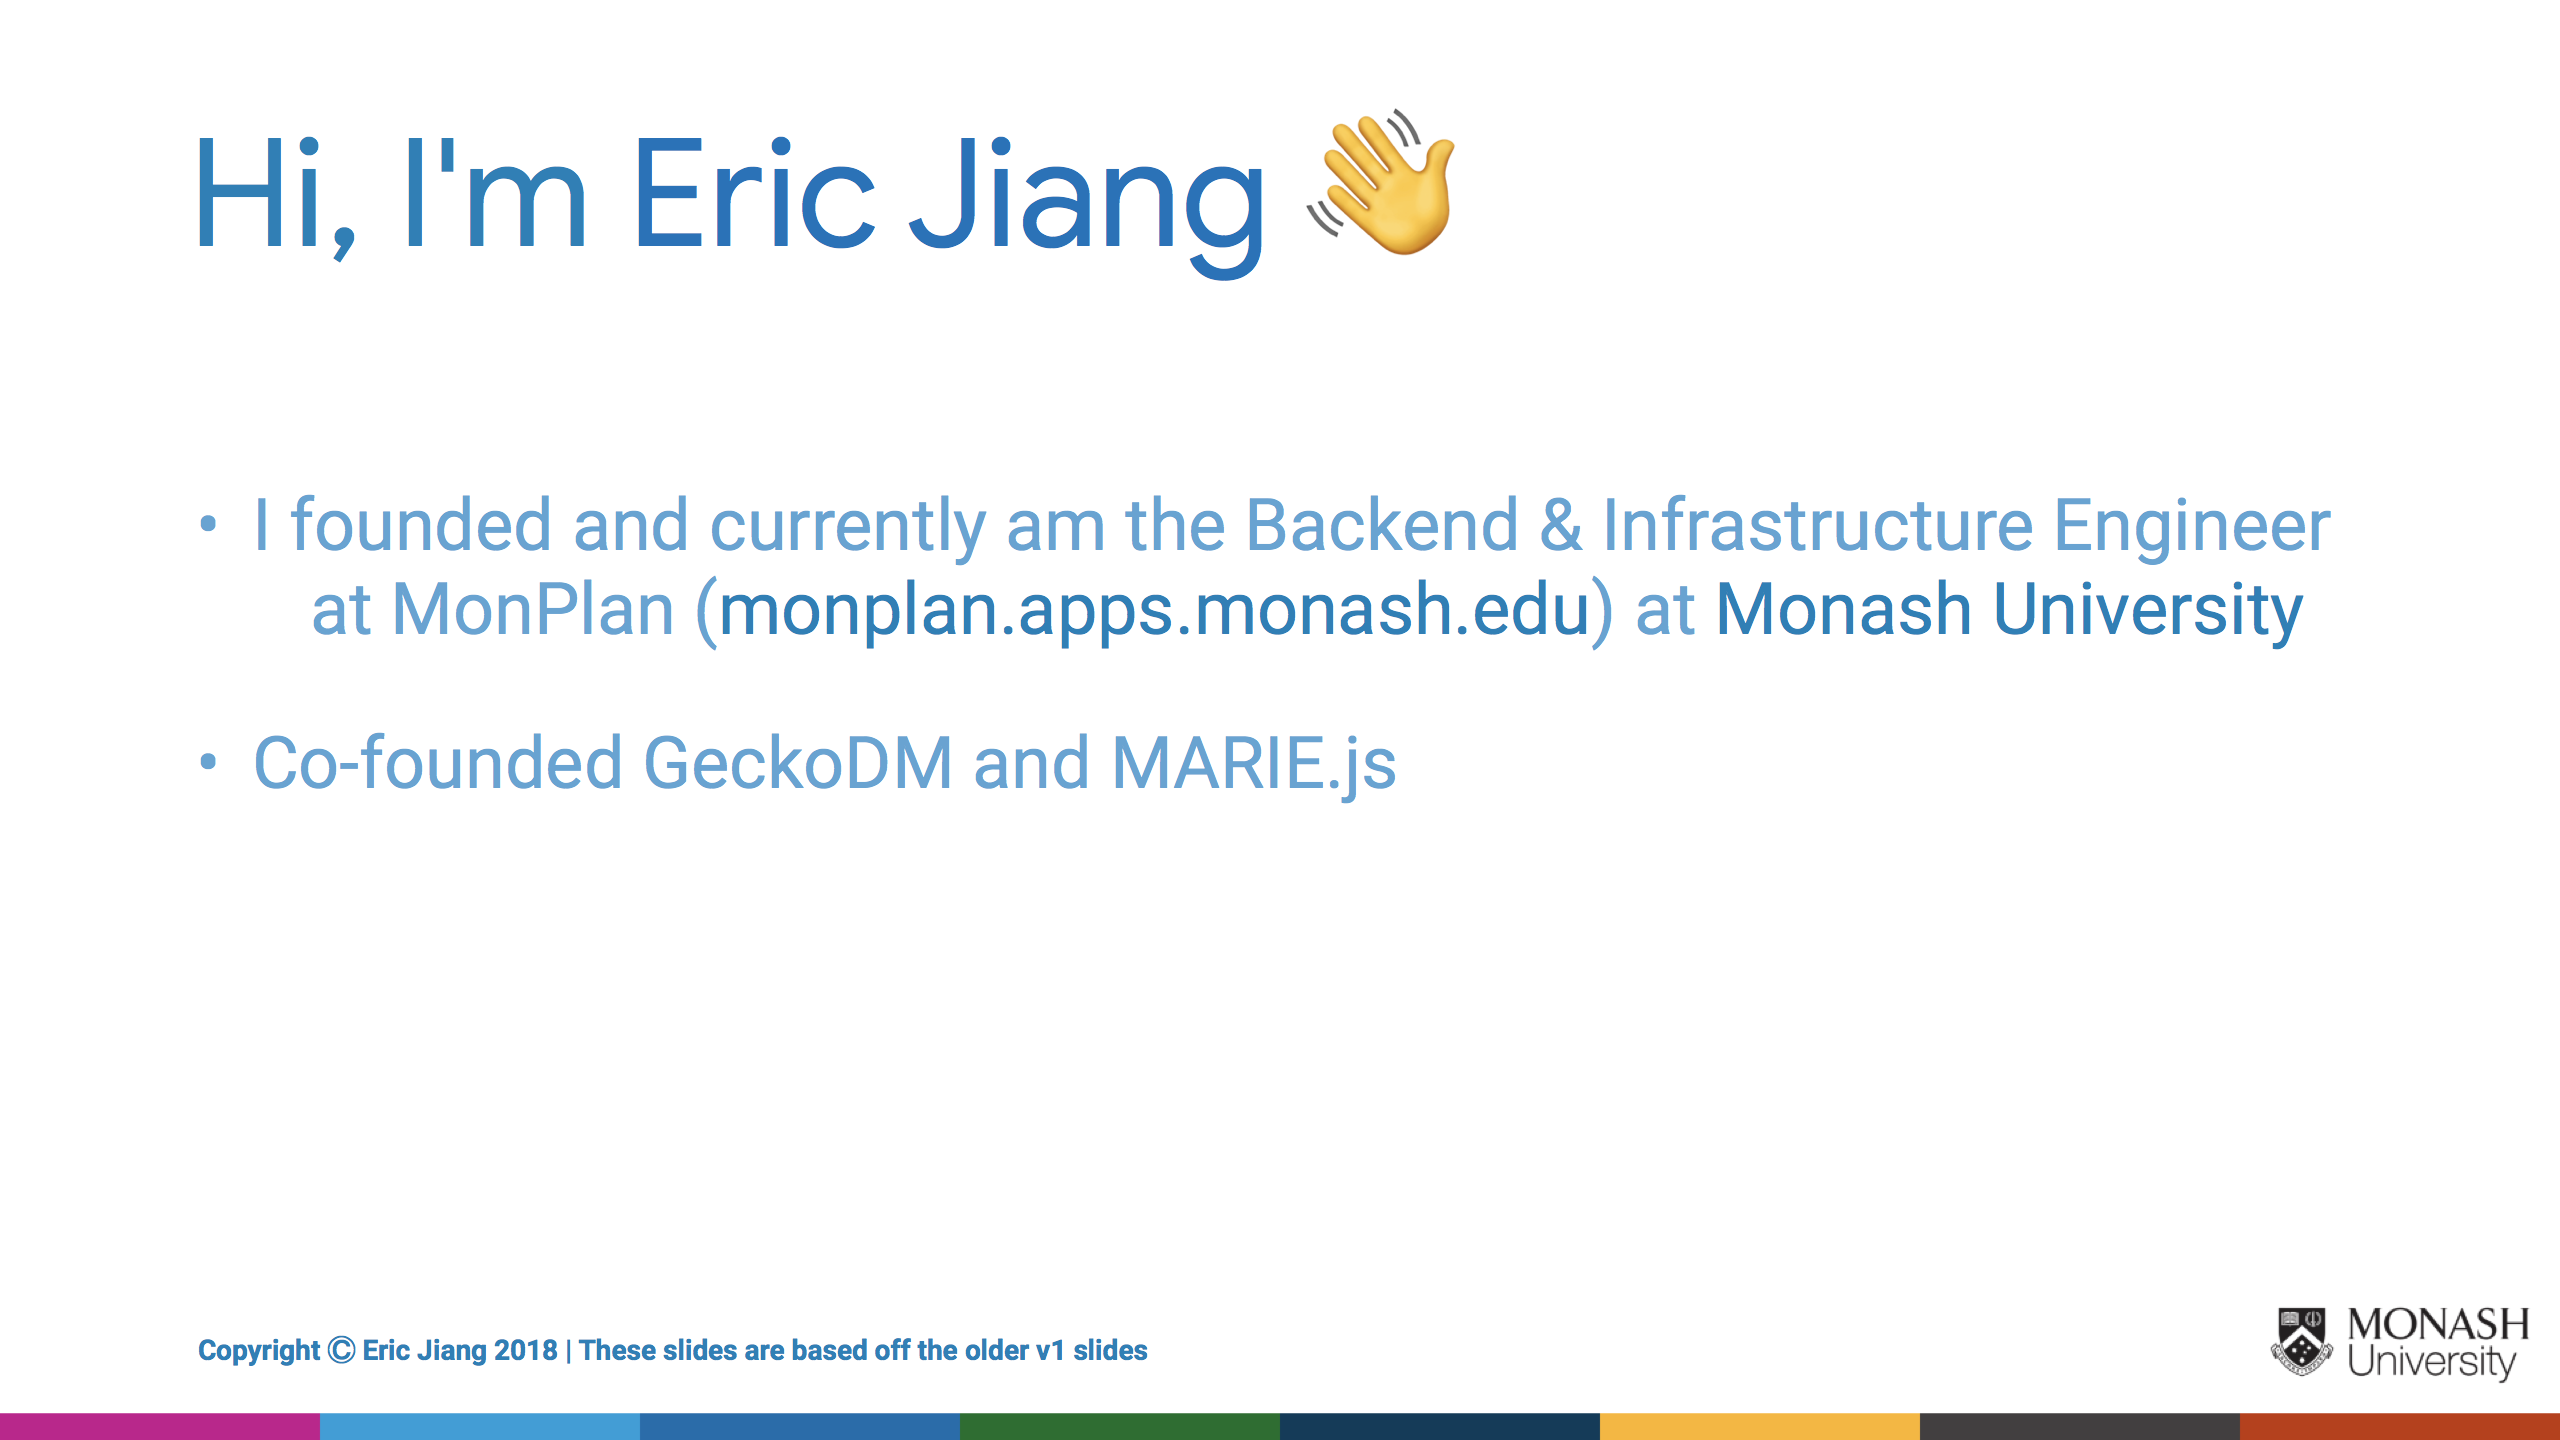 Hi, I'm Eric Jiang 👋
• I founded and currently am the Backend & Infrastructure Engineer
at MonPlan (monplan.apps.monash.edu) at Monash University
• Co-founded GeckoDM and MARIE.js
Copyright Ⓒ Eric Jiang 2018 | These slides are based off the older v1 slides
MONASH
University